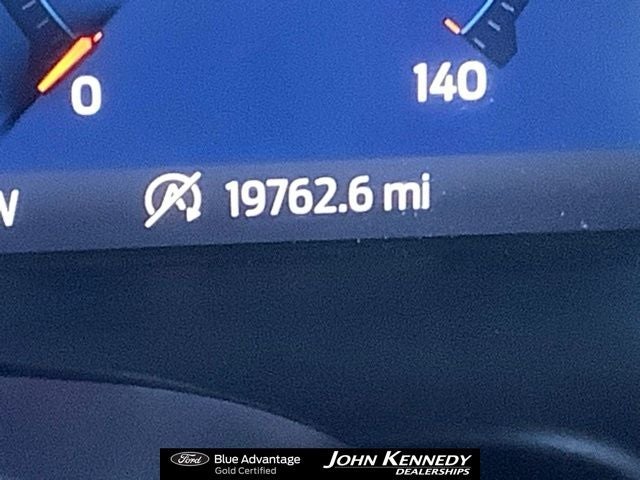 0
140
A
19762.6 mi
Ford
Blue Advantage
Gold Certified
JOHN KENNEDY
DEALERSHIPS